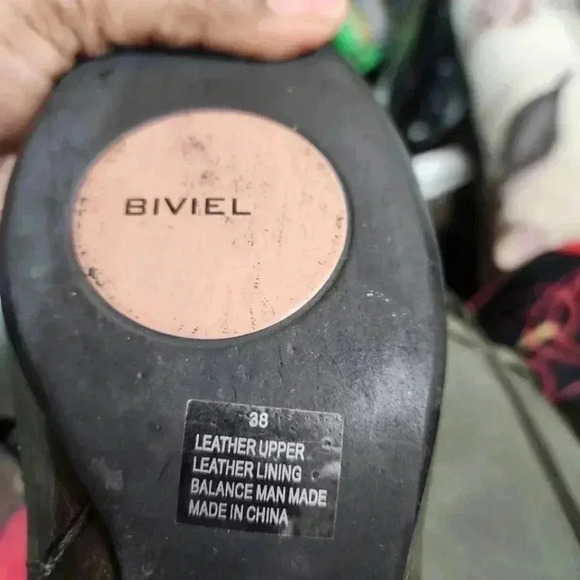 BIVIEL
38
LEATHER UPPER
LEATHER LINING
BALANCE MAN MADE
MADE IN CHINA